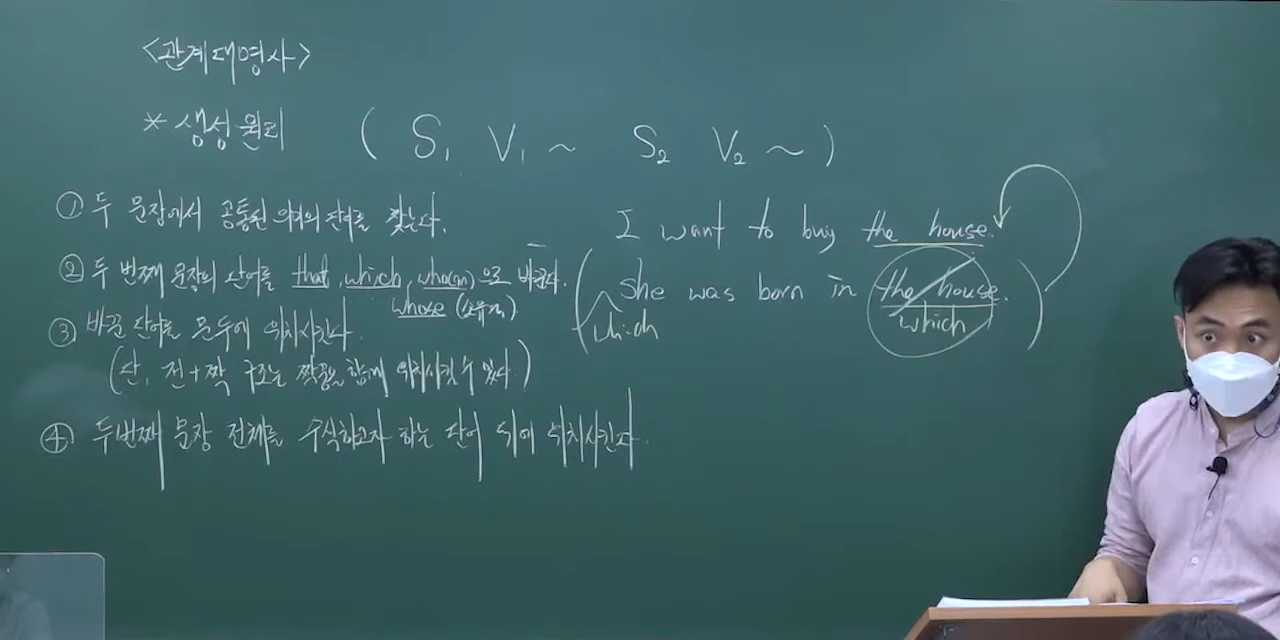 <관계대명사>
* 생성원리
( S₁ V₁ ~ S₂ V₂ ~ )
① 두 문장에서 공통된 의미의 단어를 찾는다.
② 두 번째 문장의 단어를 that, which, who(m) 으로 바꾼다.
whose (소유격)
③ 바꾼 단어를 문두에 위치시킨다.
(단, 전+짝 구조는 짝꿍을 함께 위치시킬 수 있다)
④ 두번째 문장 전체를 수식하고자 하는 단어 뒤에 위치시킨다.
I want to buy the house.
( she was born in the house. )
which which